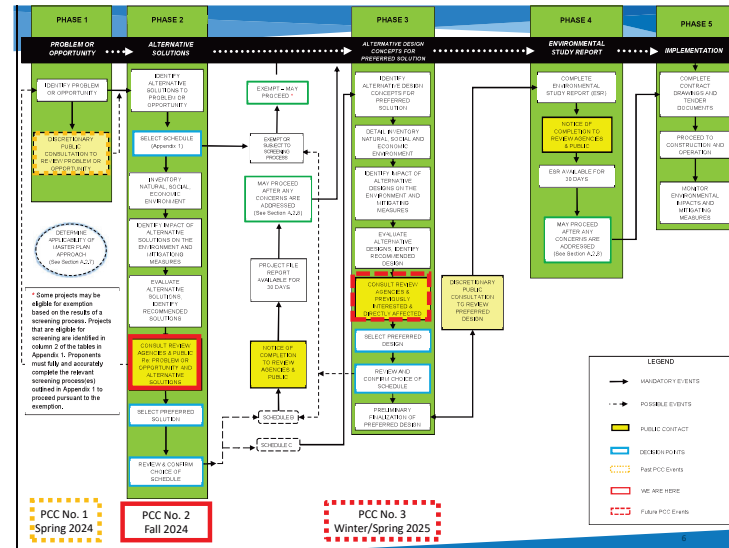 PHASE 1
PROBLEM OR
OPPORTUNITY
IDENTIFY PROBLEM
OR OPPORTUNITY
DISCRETIONARY
PUBLIC
CONSULTATION TO
REVIEW PROBLEM OR
OPPORTUNITY
DETERMINE
APPLICABILITY OF
MASTER PLAN
APPROACH
(See Section A.2.7)
* Some projects may be
eligible for exemption
based on the results of a
screening process. Projects
that are eligible for
screening are identified in
column 2 of the tables in
Appendix 1. Proponents
must fully and accurately
complete the relevant
screening process(es)
outlined in Appendix 1 to
proceed pursuant to the
exemption.
PHASE 2
ALTERNATIVE
SOLUTIONS
IDENTIFY
ALTERNATIVE
SOLUTIONS TO
PROBLEM OR
OPPORTUNITY
SELECT SCHEDULE
(Appendix 1)
INVENTORY
NATURAL, SOCIAL,
ECONOMIC
ENVIRONMENT
IDENTIFY IMPACT OF
ALTERNATIVE
SOLUTIONS ON THE
ENVIRONMENT AND
MITIGATING
MEASURES
EVALUATE
ALTERNATIVE
SOLUTIONS,
IDENTIFY
RECOMMENDED
SOLUTIONS
CONSULT REVIEW
AGENCIES & PUBLIC
Re: PROBLEM OR
OPPORTUNITY AND
ALTERNATIVE
SOLUTIONS
SELECT PREFERRED
SOLUTION
REVIEW & CONFIRM
CHOICE OF
SCHEDULE
EXEMPT – MAY
PROCEED *
EXEMPT OR
SUBJECT TO
SCREENING
PROCESS
MAY PROCEED
AFTER ANY
CONCERNS ARE
ADDRESSED
(See Section A.2.8)
PROJECT FILE
REPORT
AVAILABLE FOR
30 DAYS
NOTICE OF
COMPLETION
TO REVIEW
AGENCIES &
PUBLIC
SCHEDULE B
SCHEDULE C
PHASE 3
ALTERNATIVE DESIGN
CONCEPTS FOR
PREFERRED SOLUTION
IDENTIFY
ALTERNATIVE DESIGN
CONCEPTS FOR
PREFERRED
SOLUTION
DETAIL INVENTORY
NATURAL, SOCIAL AND
ECONOMIC
ENVIRONMENT
IDENTIFY IMPACT OF
ALTERNATIVE
DESIGNS ON THE
ENVIRONMENT AND
MITIGATING
MEASURES
EVALUATE
ALTERNATIVE
DESIGNS, IDENTIFY
RECOMMENDED
DESIGN
CONSULT REVIEW
AGENCIES &
PREVIOUSLY
INTERESTED &
DIRECTLY AFFECTED
SELECT PREFERRED
DESIGN
REVIEW AND
CONFIRM CHOICE OF
SCHEDULE
PRELIMINARY
FINALIZATION OF
PREFERRED DESIGN
DISCRETIONARY
PUBLIC
CONSULTATION
TO REVIEW
PREFERRED
DESIGN
PHASE 4
ENVIRONMENTAL
STUDY REPORT
COMPLETE
ENVIRONMENTAL
STUDY REPORT (ESR)
NOTICE OF
COMPLETION TO
REVIEW AGENCIES
& PUBLIC
ESR AVAILABLE FOR
30 DAYS
MAY PROCEED
AFTER ANY
CONCERNS ARE
ADDRESSED
(See Section A.2.8)
PHASE 5
IMPLEMENTATION
COMPLETE
CONTRACT
DRAWINGS AND
TENDER
DOCUMENTS
PROCEED TO
CONSTRUCTION AND
OPERATION
MONITOR
ENVIRONMENTAL
IMPACTS AND
MITIGATING
MEASURES
LEGEND
MANDATORY EVENTS
POSSIBLE EVENTS
PUBLIC CONTACT
DECISION POINTS
Past PCC Events
WE ARE HERE
Future PCC Events
PCC No. 1
Spring 2024
PCC No. 2
Fall 2024
PCC No. 3
Winter/Spring 2025
6